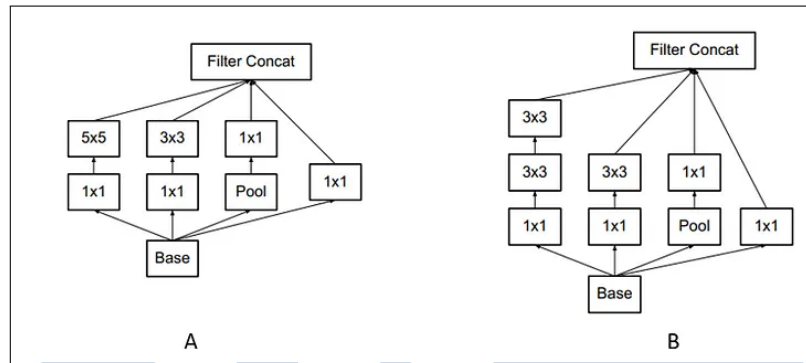 Filter Concat
5x5 3x3 1x1
1x1 1x1 Pool 1x1
Base
A
Filter Concat
3x3
3x3 3x3 1x1
1x1 1x1 Pool 1x1
Base
B